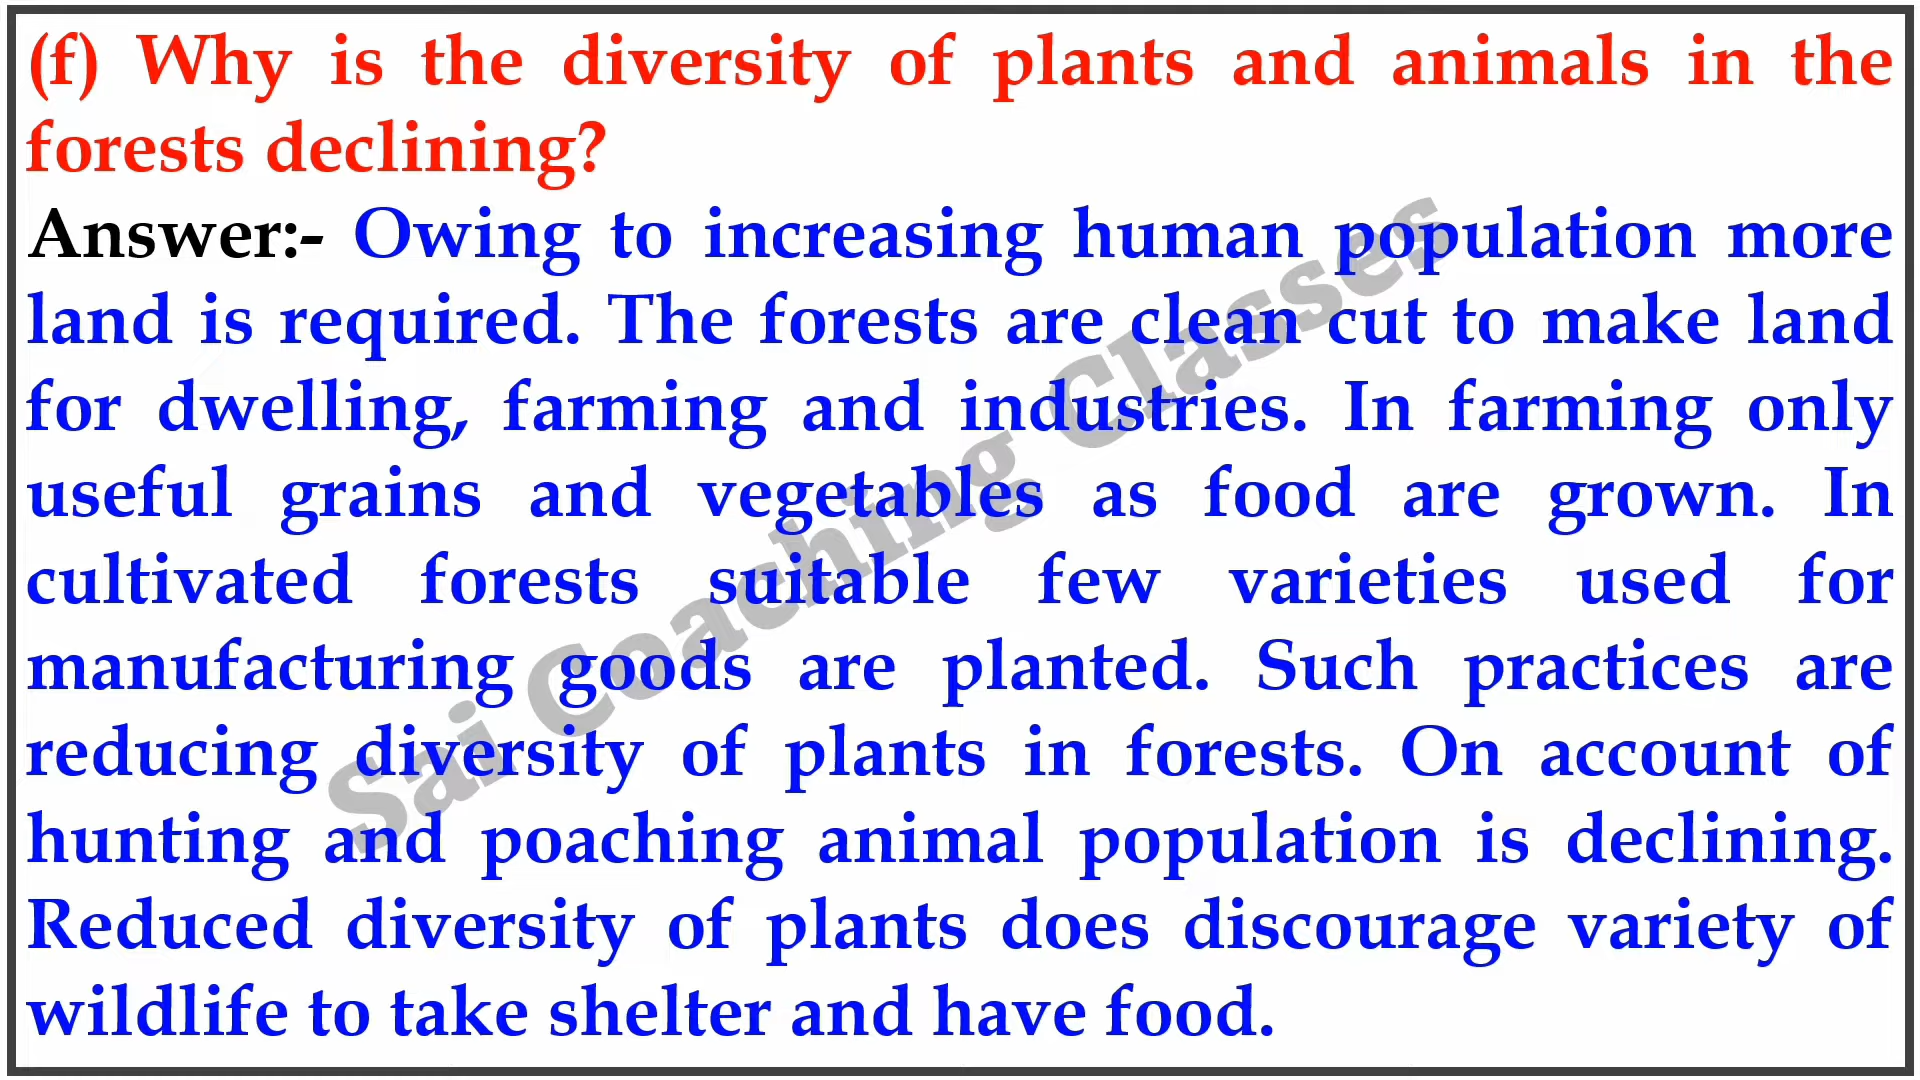 (f) Why is the diversity of plants and animals in the
forests declining?
Answer:- Owing to increasing human population more
land is required. The forests are clean cut to make land
for dwelling, farming and industries. In farming only
useful grains and vegetables as food are grown. In
cultivated forests suitable few varieties used for
manufacturing goods are planted. Such practices are
reducing diversity of plants in forests. On account of
hunting and poaching animal population is declining.
Reduced diversity of plants does discourage variety of
wildlife to take shelter and have food.
Sai Coaching Classes